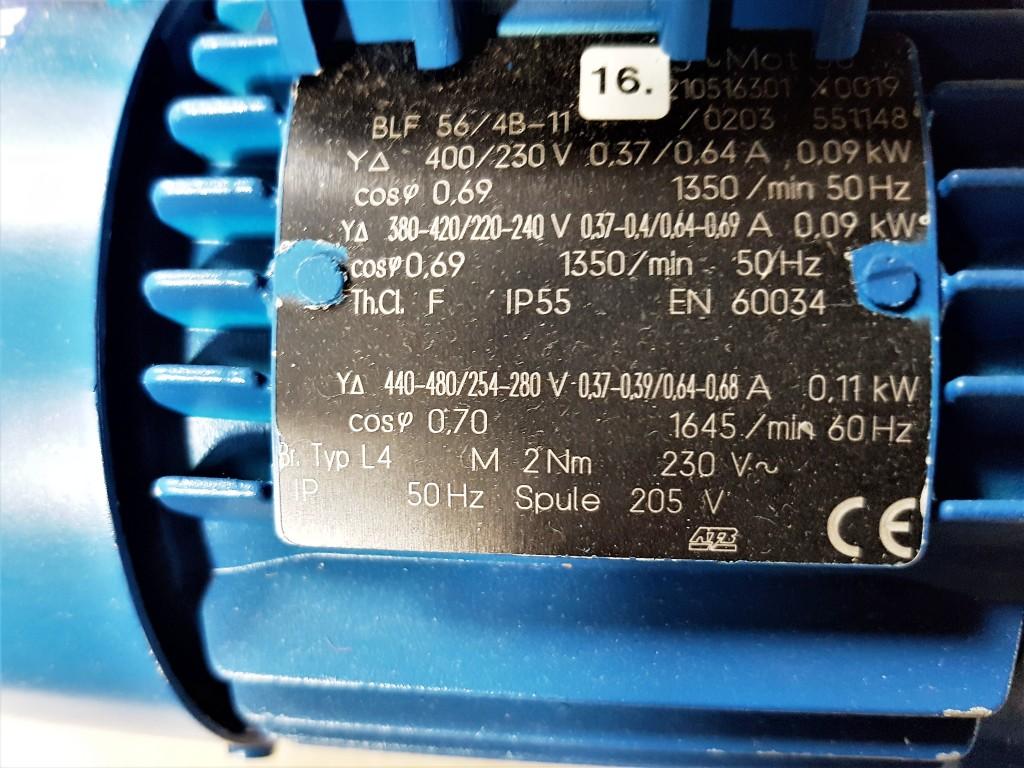 16.
Mot
210516301 X0019
BLF 56/4B-11 /0203 551148
Y∆ 400/230 V 0,37/0,64 A 0,09 kW
cosφ 0,69 1350 /min 50 Hz
Y∆ 380-420/220-240 V 0,37-0,4/0,64-0,69 A 0,09 kW
cosφ 0,69 1350/min 50/Hz
Th.Cl. F IP55 EN 60034
Y∆ 440-480/254-280 V 0,37-0,39/0,64-0,68 A 0,11 kW
cosφ 0,70 1645 /min 60 Hz
Br. Typ L4 M 2 Nm 230 V~
IP 50 Hz Spule 205 V
CE